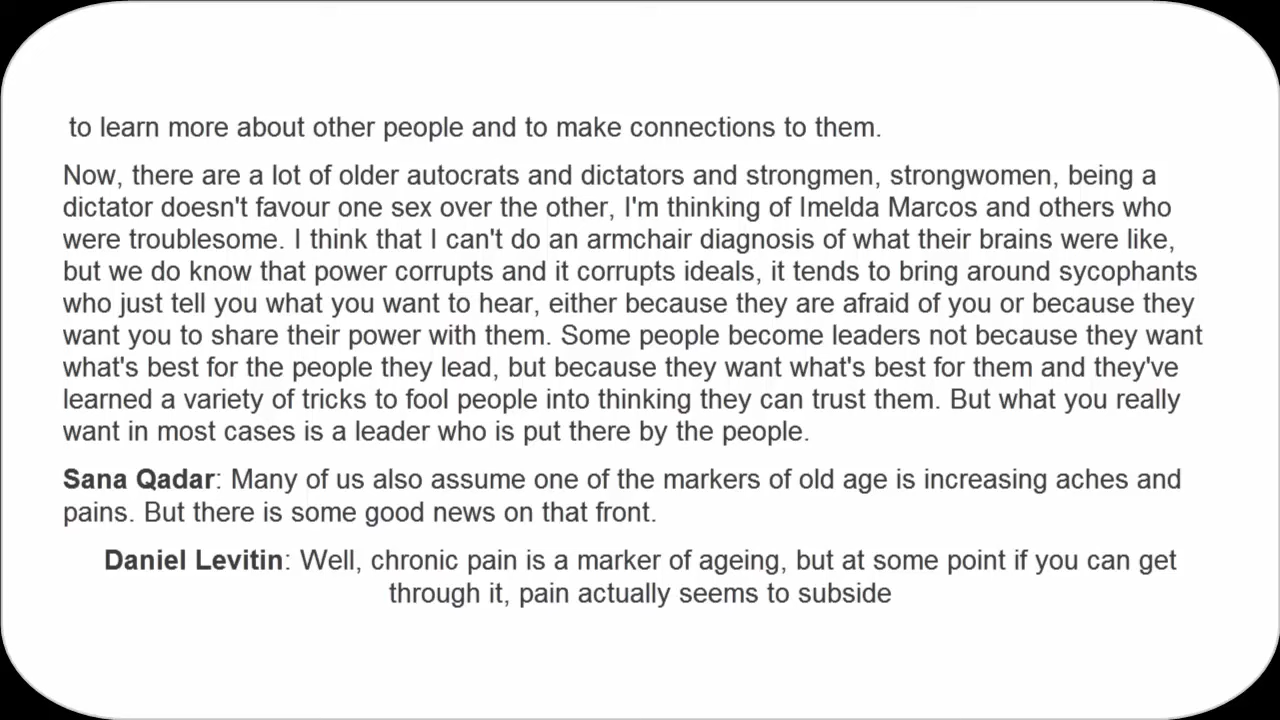 to learn more about other people and to make connections to them.
Now, there are a lot of older autocrats and dictators and strongmen, strongwomen, being a
dictator doesn't favour one sex over the other, I'm thinking of Imelda Marcos and others who
were troublesome. I think that I can't do an armchair diagnosis of what their brains were like,
but we do know that power corrupts and it corrupts ideals, it tends to bring around sycophants
who just tell you what you want to hear, either because they are afraid of you or because they
want you to share their power with them. Some people become leaders not because they want
what's best for the people they lead, but because they want what's best for them and they've
learned a variety of tricks to fool people into thinking they can trust them. But what you really
want in most cases is a leader who is put there by the people.
Sana Qadar: Many of us also assume one of the markers of old age is increasing aches and
pains. But there is some good news on that front.
Daniel Levitin: Well, chronic pain is a marker of ageing, but at some point if you can get
through it, pain actually seems to subside